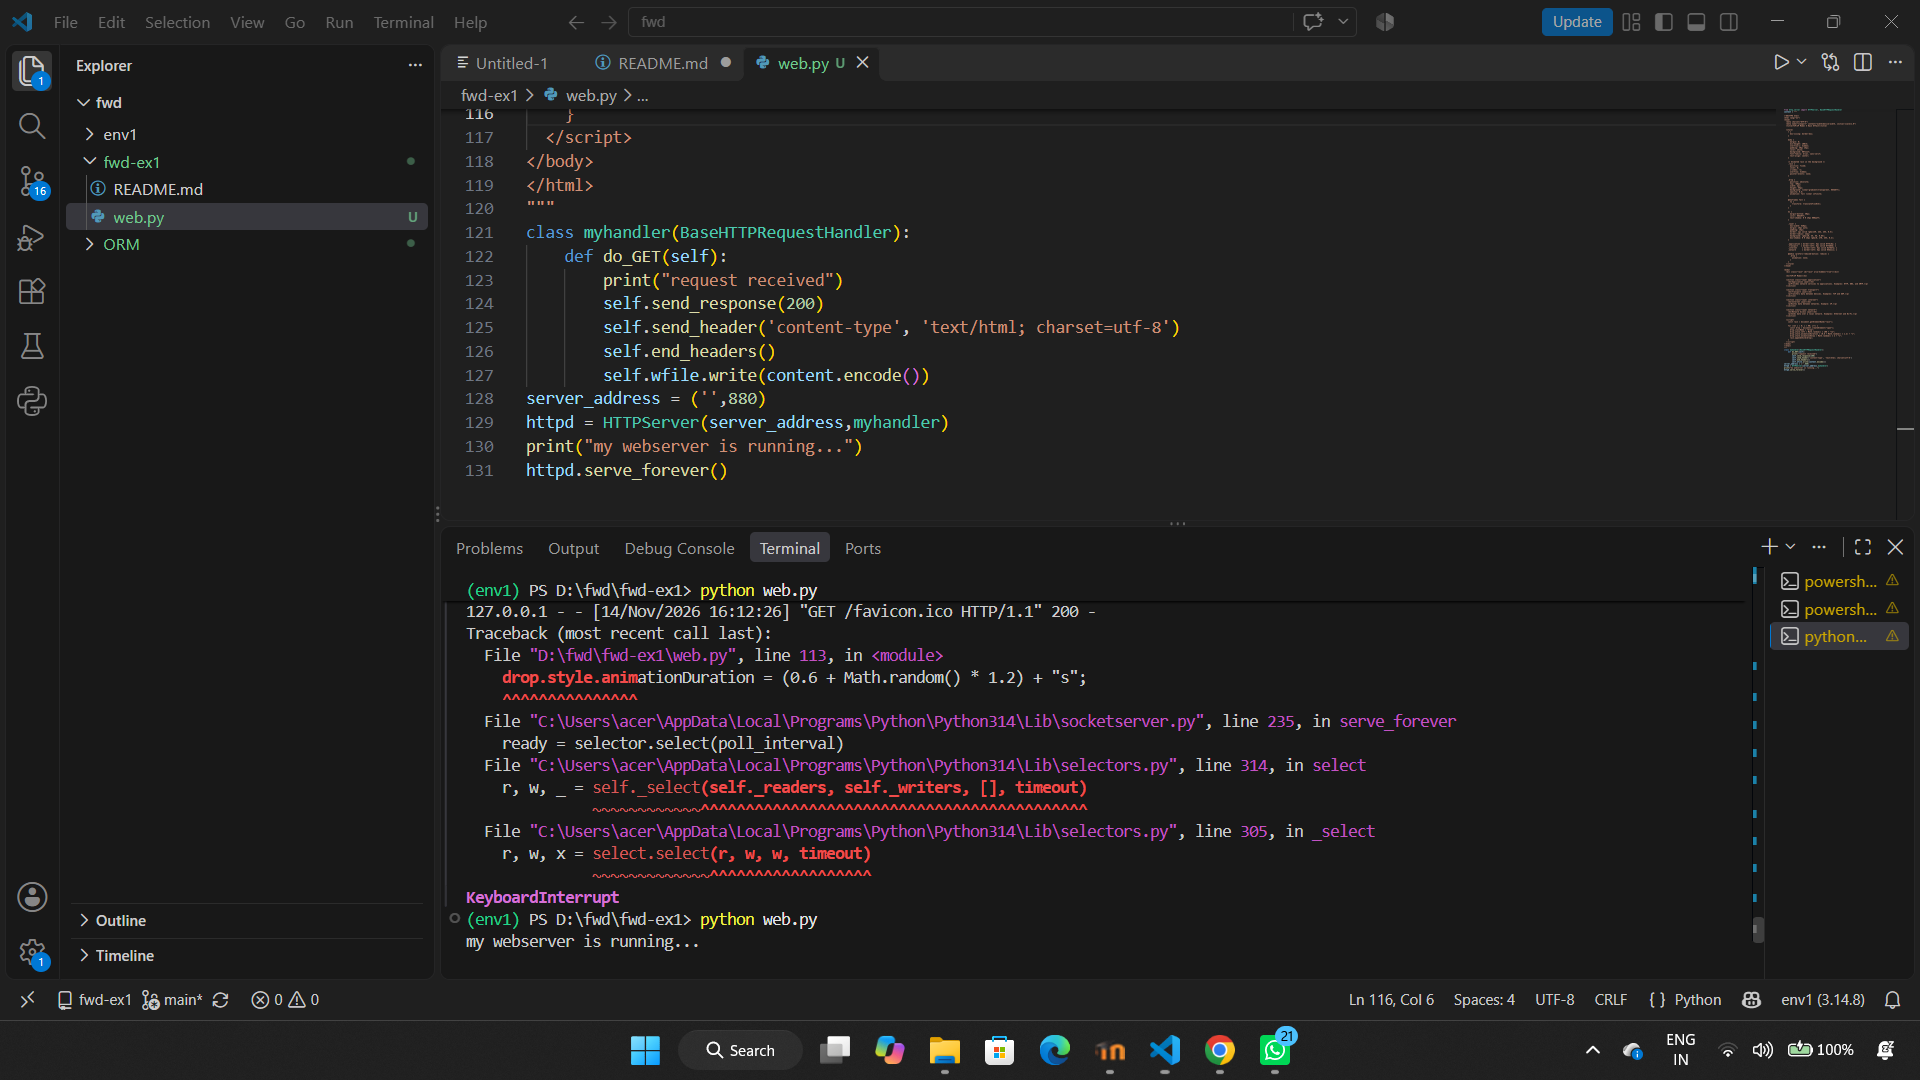 File Edit Selection View Go Run Terminal Help
fwd
Update
Explorer
fwd
env1
fwd-ex1
README.md
web.py U
ORM
Outline
Timeline
1
16
1
Untitled-1
README.md
web.py U
fwd-ex1 > web.py > ...
116 }
117 </script>
118 </body>
119 </html>
120 """
121 class myhandler(BaseHTTPRequestHandler):
122 def do_GET(self):
123 print("request received")
124 self.send_response(200)
125 self.send_header('content-type', 'text/html; charset=utf-8')
126 self.end_headers()
127 self.wfile.write(content.encode())
128 server_address = ('',880)
129 httpd = HTTPServer(server_address,myhandler)
130 print("my webserver is running...")
131 httpd.serve_forever()
Problems Output Debug Console Terminal Ports
(env1) PS D:\fwd\fwd-ex1> python web.py
127.0.0.1 - - [14/Nov/2026 16:12:26] "GET /favicon.ico HTTP/1.1" 200 -
Traceback (most recent call last):
File "D:\fwd\fwd-ex1\web.py", line 113, in <module>
drop.style.animationDuration = (0.6 + Math.random() * 1.2) + "s";
^^^^^^^^^^^^^^^
File "C:\Users\acer\AppData\Local\Programs\Python\Python314\Lib\socketserver.py", line 235, in serve_forever
ready = selector.select(poll_interval)
File "C:\Users\acer\AppData\Local\Programs\Python\Python314\Lib\selectors.py", line 314, in select
r, w, _ = self._select(self._readers, self._writers, [], timeout)
~~~~~~~~~~~~^^^^^^^^^^^^^^^^^^^^^^^^^^^^^^^^^^^^^^^^^^^
File "C:\Users\acer\AppData\Local\Programs\Python\Python314\Lib\selectors.py", line 305, in _select
r, w, x = select.select(r, w, w, timeout)
~~~~~~~~~~~~~^^^^^^^^^^^^^^^^^^
KeyboardInterrupt
(env1) PS D:\fwd\fwd-ex1> python web.py
my webserver is running...
powersh...
powersh...
python...
fwd-ex1 main* 0 0
Ln 116, Col 6 Spaces: 4 UTF-8 CRLF { } Python env1 (3.14.8)
Search
21
ENG
IN
100%